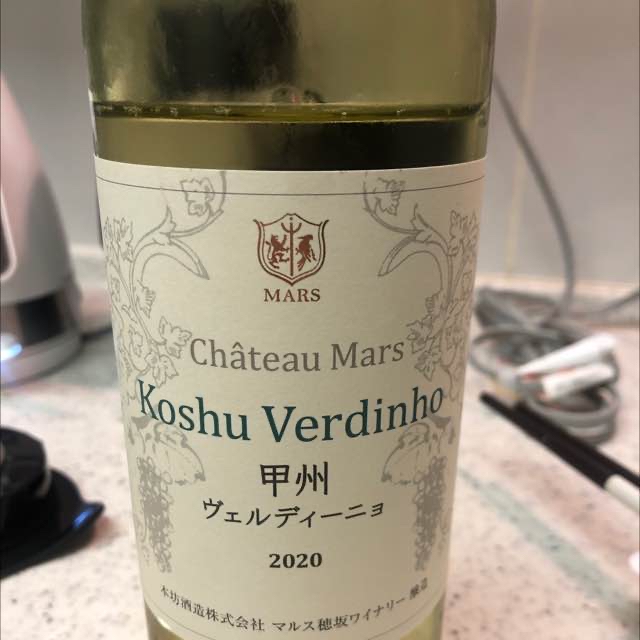 MARS
Château Mars
Koshu Verdinho
甲州
ヴェルディーニョ
2020
本坊酒造株式会社 マルス穂坂ワイナリー 醸造